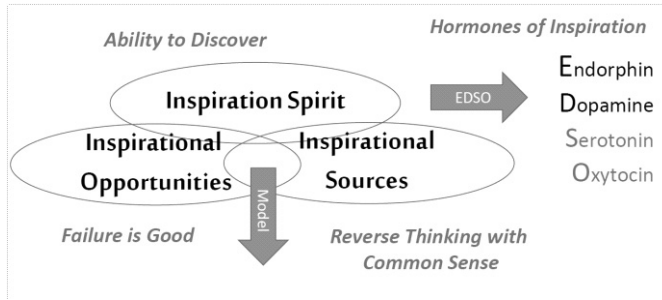 Ability to Discover
Hormones of Inspiration
Inspiration Spirit
EDSO
Endorphin
Dopamine
Serotonin
Oxytocin
Inspirational
Opportunities
Inspirational
Sources
Model
Failure is Good
Reverse Thinking with
Common Sense